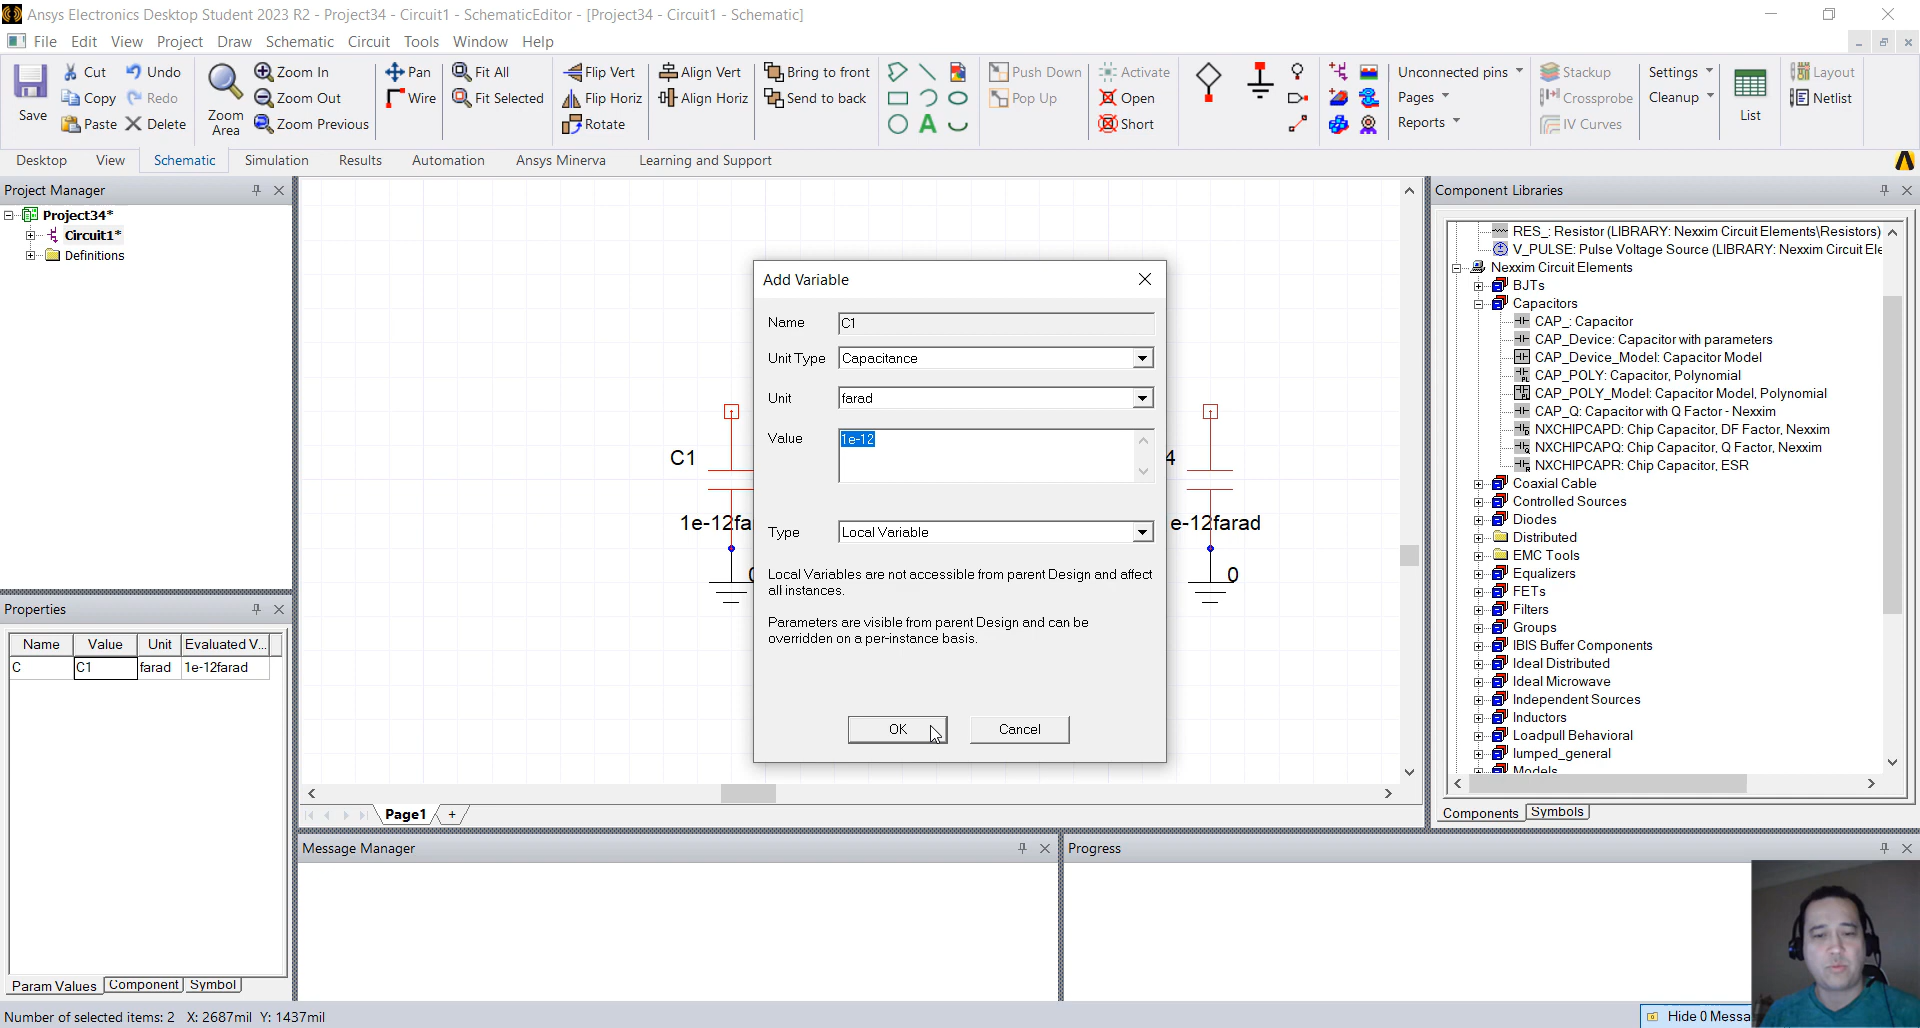 Ansys Electronics Desktop Student 2023 R2 - Project34 - Circuit1 - SchematicEditor - [Project34 - Circuit1 - Schematic]
File Edit View Project Draw Schematic Circuit Tools Window Help
Save
Cut Undo
Copy Redo
Paste Delete
Zoom Area
Zoom In
Zoom Out
Zoom Previous
Pan
Wire
Fit All
Fit Selected
Flip Vert
Flip Horiz
Rotate
Align Vert
Align Horiz
Bring to front
Send to back
Push Down
Pop Up
Activate
Open
Short
Unconnected pins
Pages
Reports
Stackup
Crossprobe
IV Curves
Settings
Cleanup
List
Layout
Netlist
Desktop View Schematic Simulation Results Automation Ansys Minerva Learning and Support
Project Manager
Project34*
Circuit1*
Definitions
Properties
Name Value Unit Evaluated V...
C C1 farad 1e-12farad
Param Values Component Symbol
C1
1e-12fa
0
4
e-12farad
0
Add Variable
Name C1
Unit Type Capacitance
Unit farad
Value 1e-12
Type Local Variable
Local Variables are not accessible from parent Design and affect
all instances.
Parameters are visible from parent Design and can be
overridden on a per-instance basis.
OK Cancel
Page1 +
Message Manager
Progress
Component Libraries
RES_: Resistor (LIBRARY: Nexxim Circuit Elements\Resistors)
V_PULSE: Pulse Voltage Source (LIBRARY: Nexxim Circuit Ele
Nexxim Circuit Elements
BJTs
Capacitors
CAP_: Capacitor
CAP_Device: Capacitor with parameters
CAP_Device_Model: Capacitor Model
CAP_POLY: Capacitor, Polynomial
CAP_POLY_Model: Capacitor Model, Polynomial
CAP_Q: Capacitor with Q Factor - Nexxim
NXCHIPCAPD: Chip Capacitor, DF Factor, Nexxim
NXCHIPCAPQ: Chip Capacitor, Q Factor, Nexxim
NXCHIPCAPR: Chip Capacitor, ESR
Coaxial Cable
Controlled Sources
Diodes
Distributed
EMC Tools
Equalizers
FETs
Filters
Groups
IBIS Buffer Components
Ideal Distributed
Ideal Microwave
Independent Sources
Inductors
Loadpull Behavioral
lumped_general
Models
Components Symbols
Number of selected items: 2 X: 2687mil Y: 1437mil
Hide 0 Messa